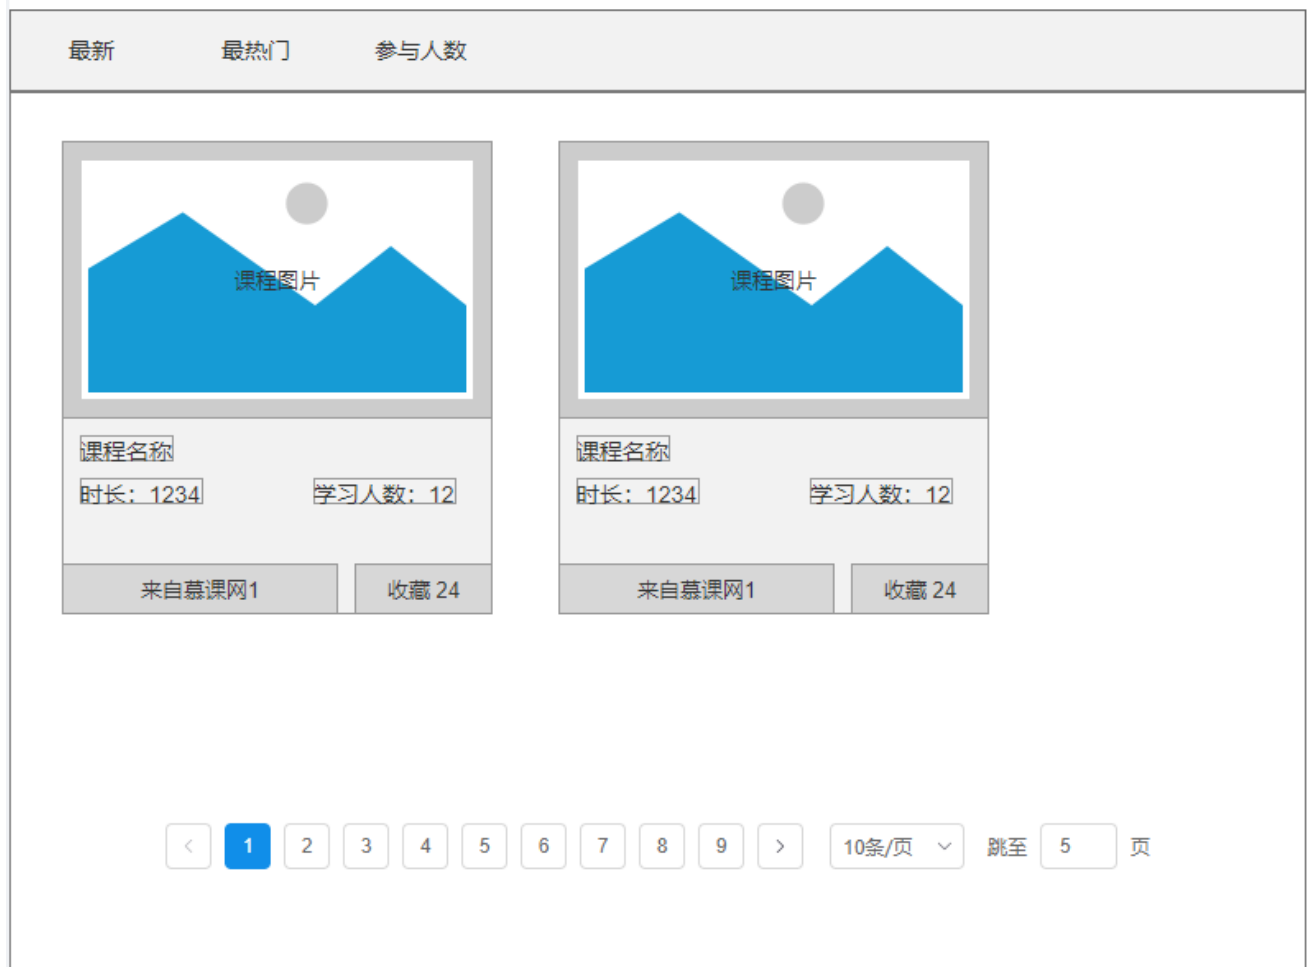 最新 最热门 参与人数
课程图片 课程图片
课程名称 课程名称
时长：1234 学习人数：12 时长：1234 学习人数：12
来自慕课网1 收藏 24 来自慕课网1 收藏 24
1 2 3 4 5 6 7 8 9 10条/页 跳至 5 页